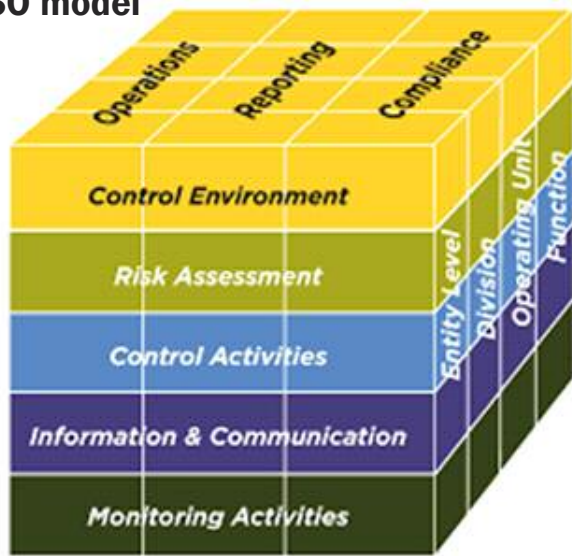 model
Operations
Reporting
Compliance
Control Environment
Risk Assessment
Control Activities
Information & Communication
Monitoring Activities
Entity Level
Division
Operating Unit
Function